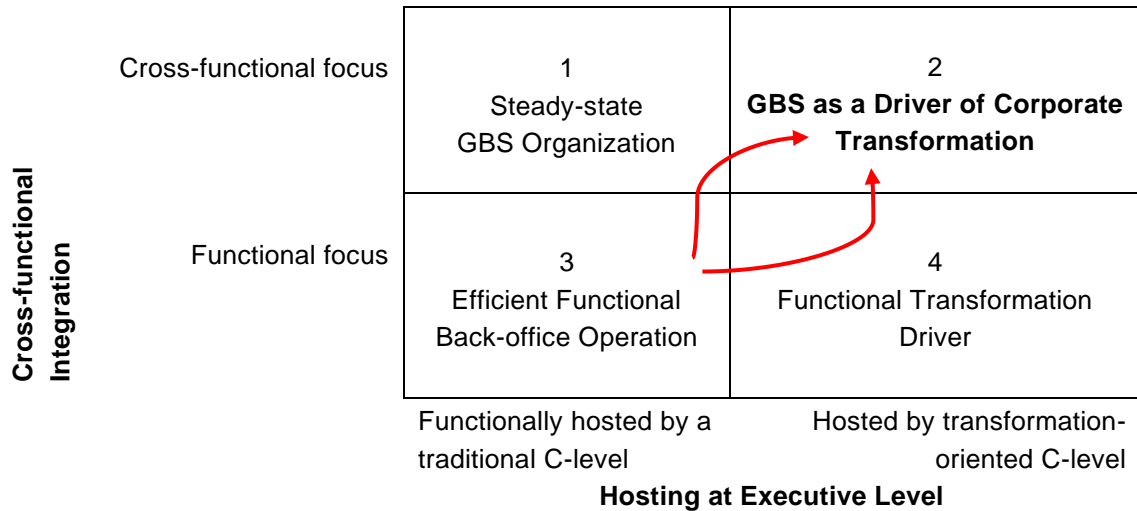 Cross-functional focus
1
Steady-state
GBS Organization
2
GBS as a Driver of Corporate
Transformation
Cross-functional
Integration
Functional focus
3
Efficient Functional
Back-office Operation
4
Functional Transformation
Driver
Functionally hosted by a
traditional C-level
Hosted by transformation-
oriented C-level
Hosting at Executive Level